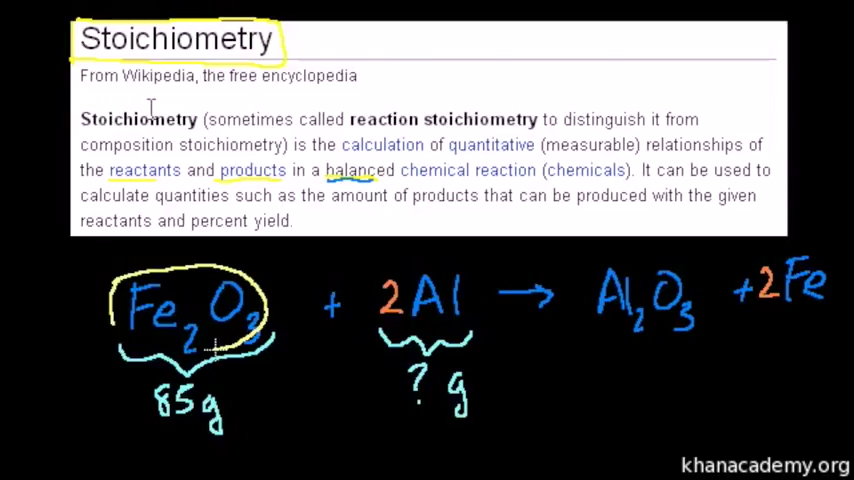 Stoichiometry
From Wikipedia, the free encyclopedia
Stoichiometry (sometimes called reaction stoichiometry to distinguish it from
composition stoichiometry) is the calculation of quantitative (measurable) relationships of
the reactants and products in a balanced chemical reaction (chemicals). It can be used to
calculate quantities such as the amount of products that can be produced with the given
reactants and percent yield.
Fe₂O₃ + 2Al → Al₂O₃ + 2Fe
85g ? g
khanacademy.org